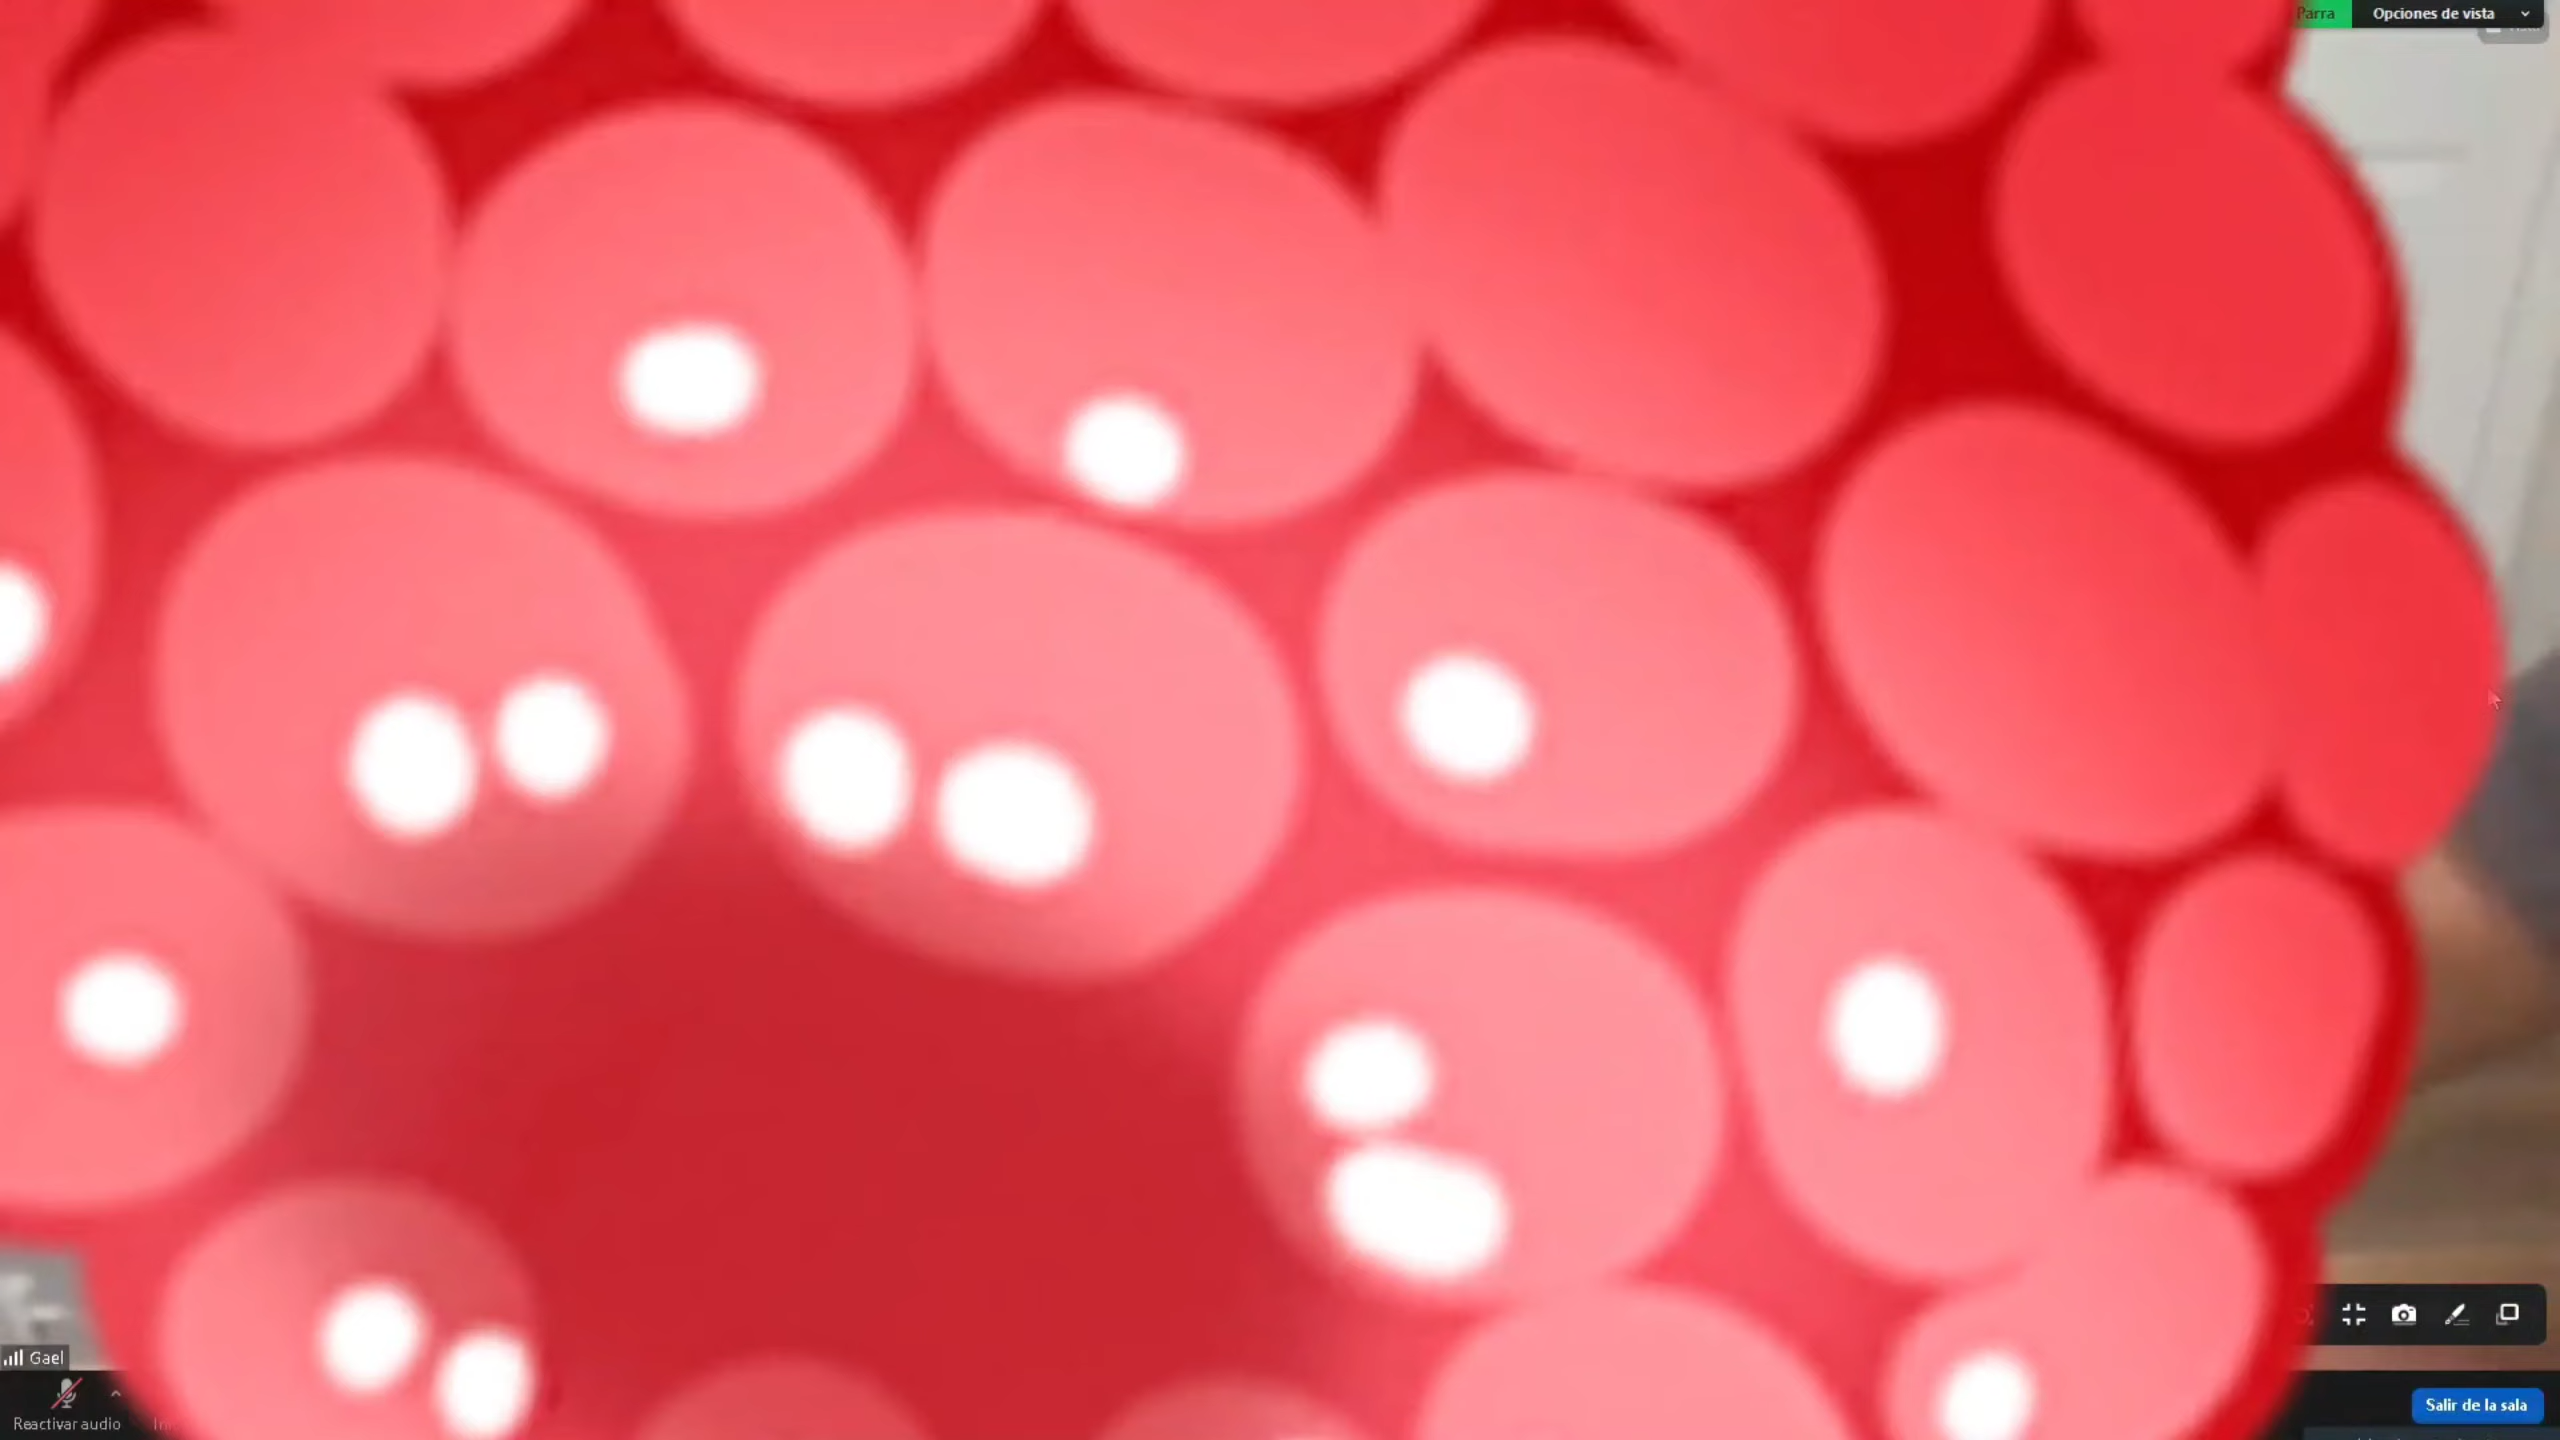 Parra
Opciones de vista
Gael
Reactivar audio
Salir de la sala